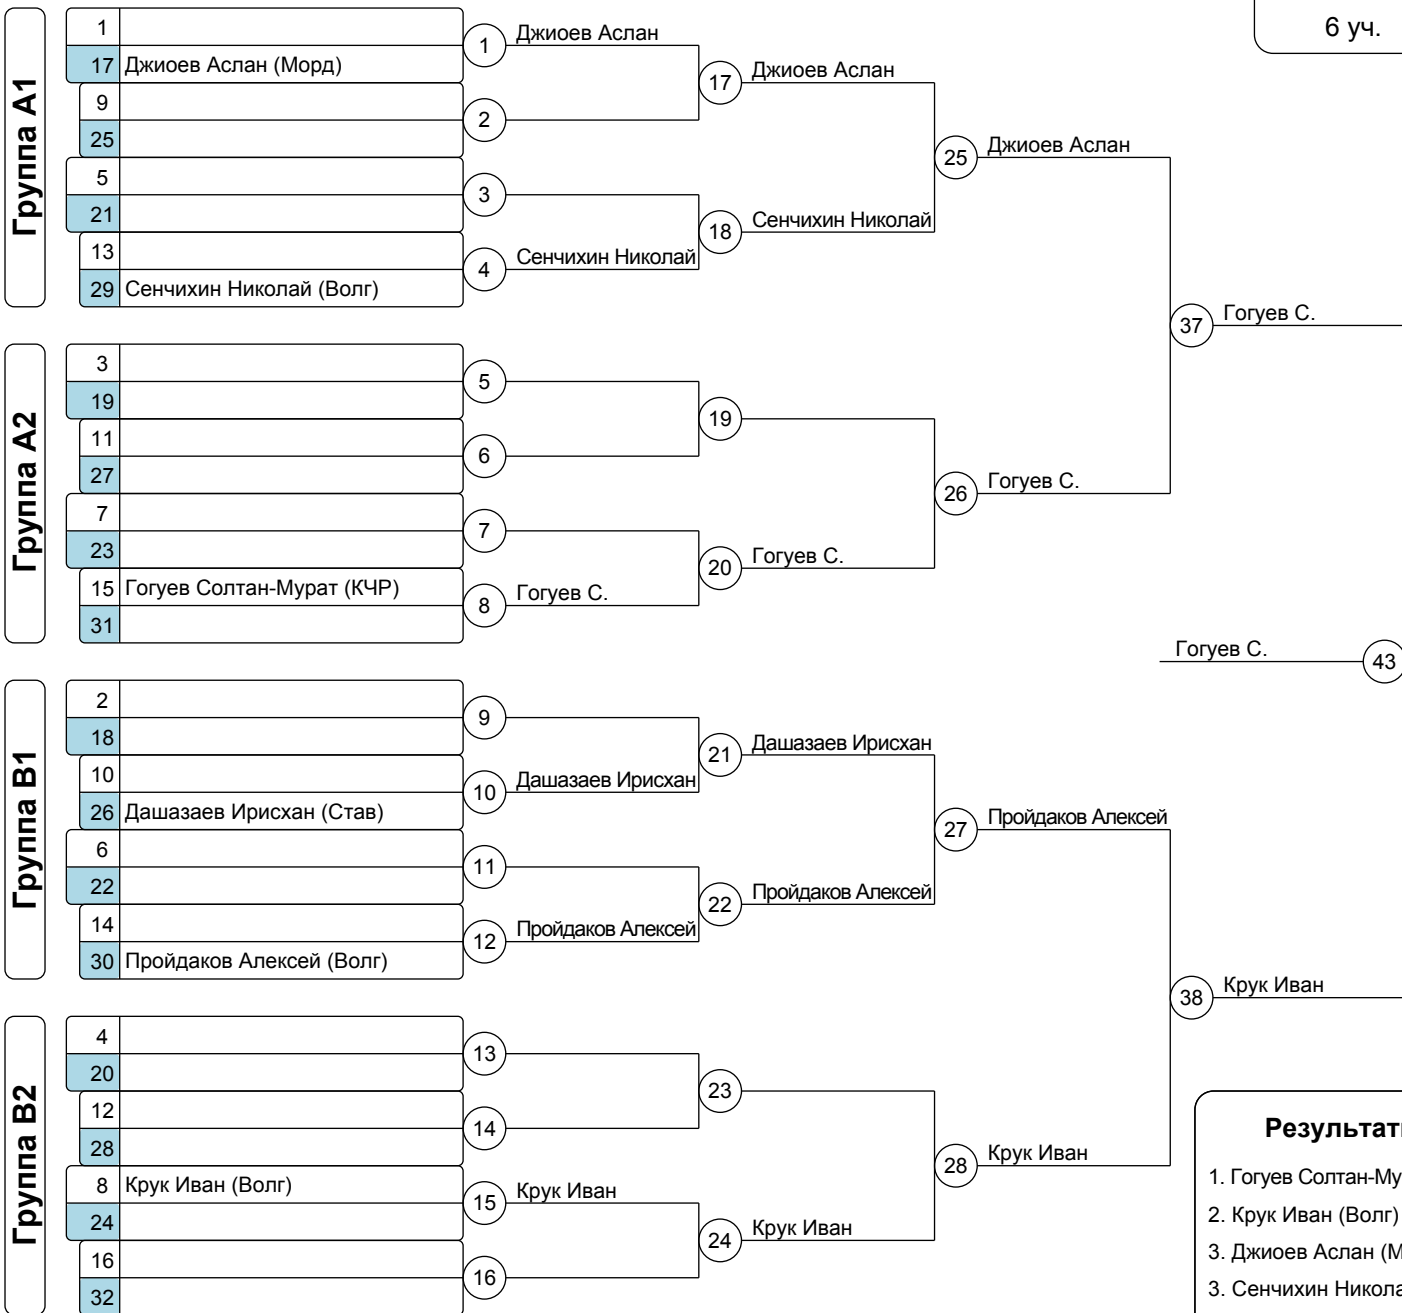 6 уч.
Группа A1
1
17 Джиоев Аслан (Морд)
9
25
5
21
13
29 Сенчихин Николай (Волг)
1 Джиоев Аслан
2
3
4 Сенчихин Николай
17 Джиоев Аслан
18 Сенчихин Николай
25 Джиоев Аслан
Группа A2
3
19
11
27
7
23
15 Гогуев Солтан-Мурат (КЧР)
31
5
6
7
8 Гогуев С.
19
20 Гогуев С.
26 Гогуев С.
37 Гогуев С.
Гогуев С. 43
Группа B1
2
18
10
26 Дашазаев Ирисхан (Став)
6
22
14
30 Пройдаков Алексей (Волг)
9
10 Дашазаев Ирисхан
11
12 Пройдаков Алексей
21 Дашазаев Ирисхан
22 Пройдаков Алексей
27 Пройдаков Алексей
Группа B2
4
20
12
28
8 Крук Иван (Волг)
24
16
32
13
14
15 Крук Иван
16
23
24 Крук Иван
28 Крук Иван
38 Крук Иван
Результат
1. Гогуев Солтан-Му
2. Крук Иван (Волг)
3. Джиоев Аслан (М
3. Сенчихин Никола